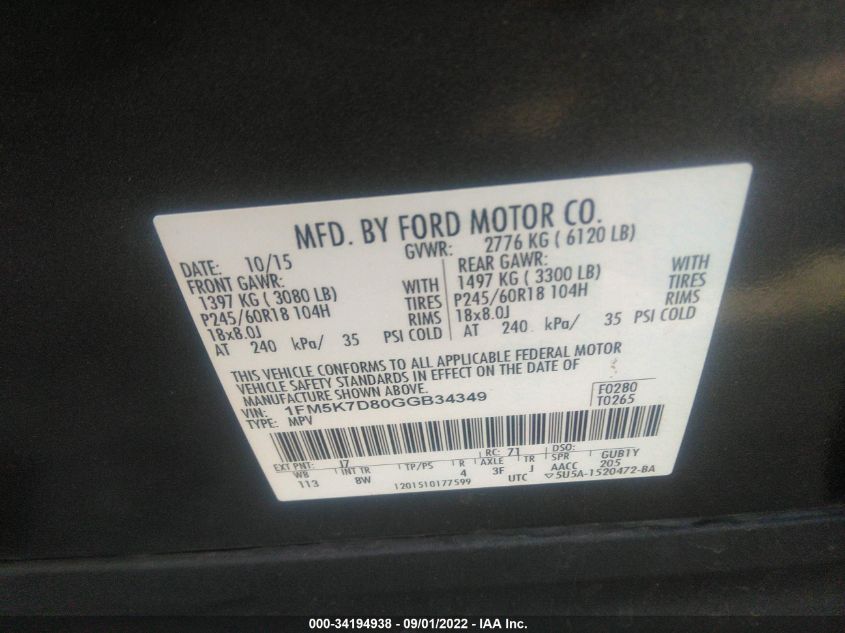 MFD. BY FORD MOTOR CO.
DATE: 10/15 GVWR: 2776 KG ( 6120 LB)
FRONT GAWR: REAR GAWR:
1397 KG ( 3080 LB) WITH 1497 KG ( 3300 LB) WITH
P245/60R18 104H TIRES P245/60R18 104H TIRES
18x8.0J RIMS 18x8.0J RIMS
AT 240 kPa/ 35 PSI COLD AT 240 kPa/ 35 PSI COLD
THIS VEHICLE CONFORMS TO ALL APPLICABLE FEDERAL MOTOR
VEHICLE SAFETY STANDARDS IN EFFECT ON THE DATE OF
MANUFACTURE SHOWN ABOVE.
VIN: 1FM5K7D80GGB34349 F0280
TYPE: MPV T0265
EXT PNT: J7 RC: 71 DSO:
WB INT TR TP/PS R AXLE TR SPR GUB1Y
113 8W 4 3F J AACC 205
1201510177599 UTC ▽5U5A-1520472-BA
000-34194938 - 09/01/2022 - IAA Inc.